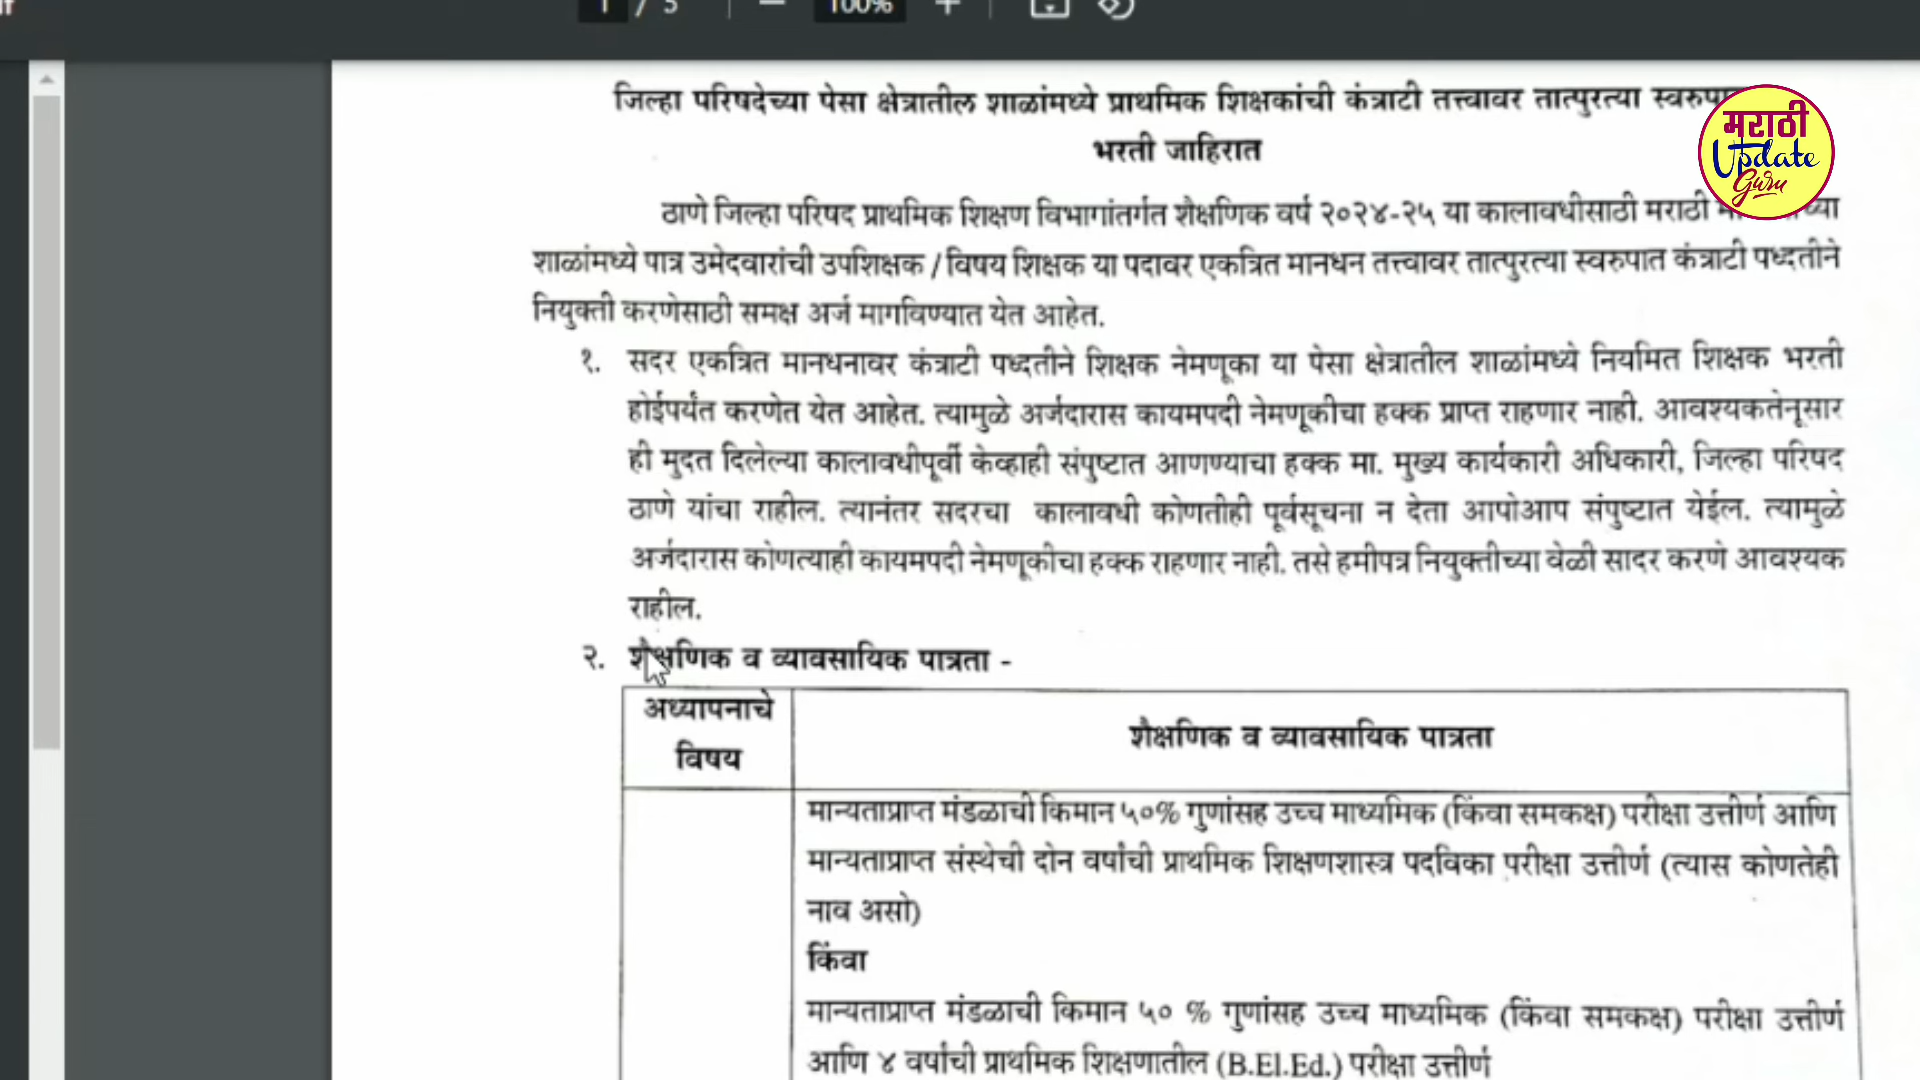 1 / 5
100%
जिल्हा परिषदेच्या पेसा क्षेत्रातील शाळांमध्ये प्राथमिक शिक्षकांची कंत्राटी तत्त्वावर तात्पुरत्या
मराठी
Update
Guru
भरती जाहिरात
ठाणे जिल्हा परिषद प्राथमिक शिक्षण विभागांतर्गत शैक्षणिक वर्ष २०२४-२५ या कालावधीसाठी मराठी
शाळांमध्ये पात्र उमेदवारांची उपशिक्षक / विषय शिक्षक या पदावर एकत्रित मानधन तत्त्वावर तात्पुरत्या स्वरुपात कंत्राटी पध्दतीने
नियुक्ती करणेसाठी समक्ष अर्ज मागविण्यात येत आहेत.
१. सदर एकत्रित मानधनावर कंत्राटी पध्दतीने शिक्षक नेमणूका या पेसा क्षेत्रातील शाळांमध्ये नियमित शिक्षक भरती
होईपर्यंत करणेत येत आहेत. त्यामुळे अर्जदारास कायमपदी नेमणूकीचा हक्क प्राप्त राहणार नाही. आवश्यकतेनूसार
ही मुदत दिलेल्या कालावधीपूर्वी केव्हाही संपुष्टात आणण्याचा हक्क मा. मुख्य कार्यकारी अधिकारी, जिल्हा परिषद
ठाणे यांचा राहील. त्यानंतर सदरचा कालावधी कोणतीही पूर्वसूचना न देता आपोआप संपुष्टात येईल. त्यामुळे
अर्जदारास कोणत्याही कायमपदी नेमणूकीचा हक्क राहणार नाही. तसे हमीपत्र नियुक्तीच्या वेळी सादर करणे आवश्यक
राहील.
२. शैक्षणिक व व्यावसायिक पात्रता -
अध्यापनाचे
विषय
शैक्षणिक व व्यावसायिक पात्रता
मान्यताप्राप्त मंडळाची किमान ५०% गुणांसह उच्च माध्यमिक (किंवा समकक्ष) परीक्षा उत्तीर्ण आणि
मान्यताप्राप्त संस्थेची दोन वर्षांची प्राथमिक शिक्षणशास्त्र पदविका परीक्षा उत्तीर्ण (त्यास कोणतेही
नाव असो)
किंवा
मान्यताप्राप्त मंडळाची किमान ५० % गुणांसह उच्च माध्यमिक (किंवा समकक्ष) परीक्षा उत्तीर्ण
आणि ४ वर्षांची प्राथमिक शिक्षणातील (B.El.Ed.) परीक्षा उत्तीर्ण